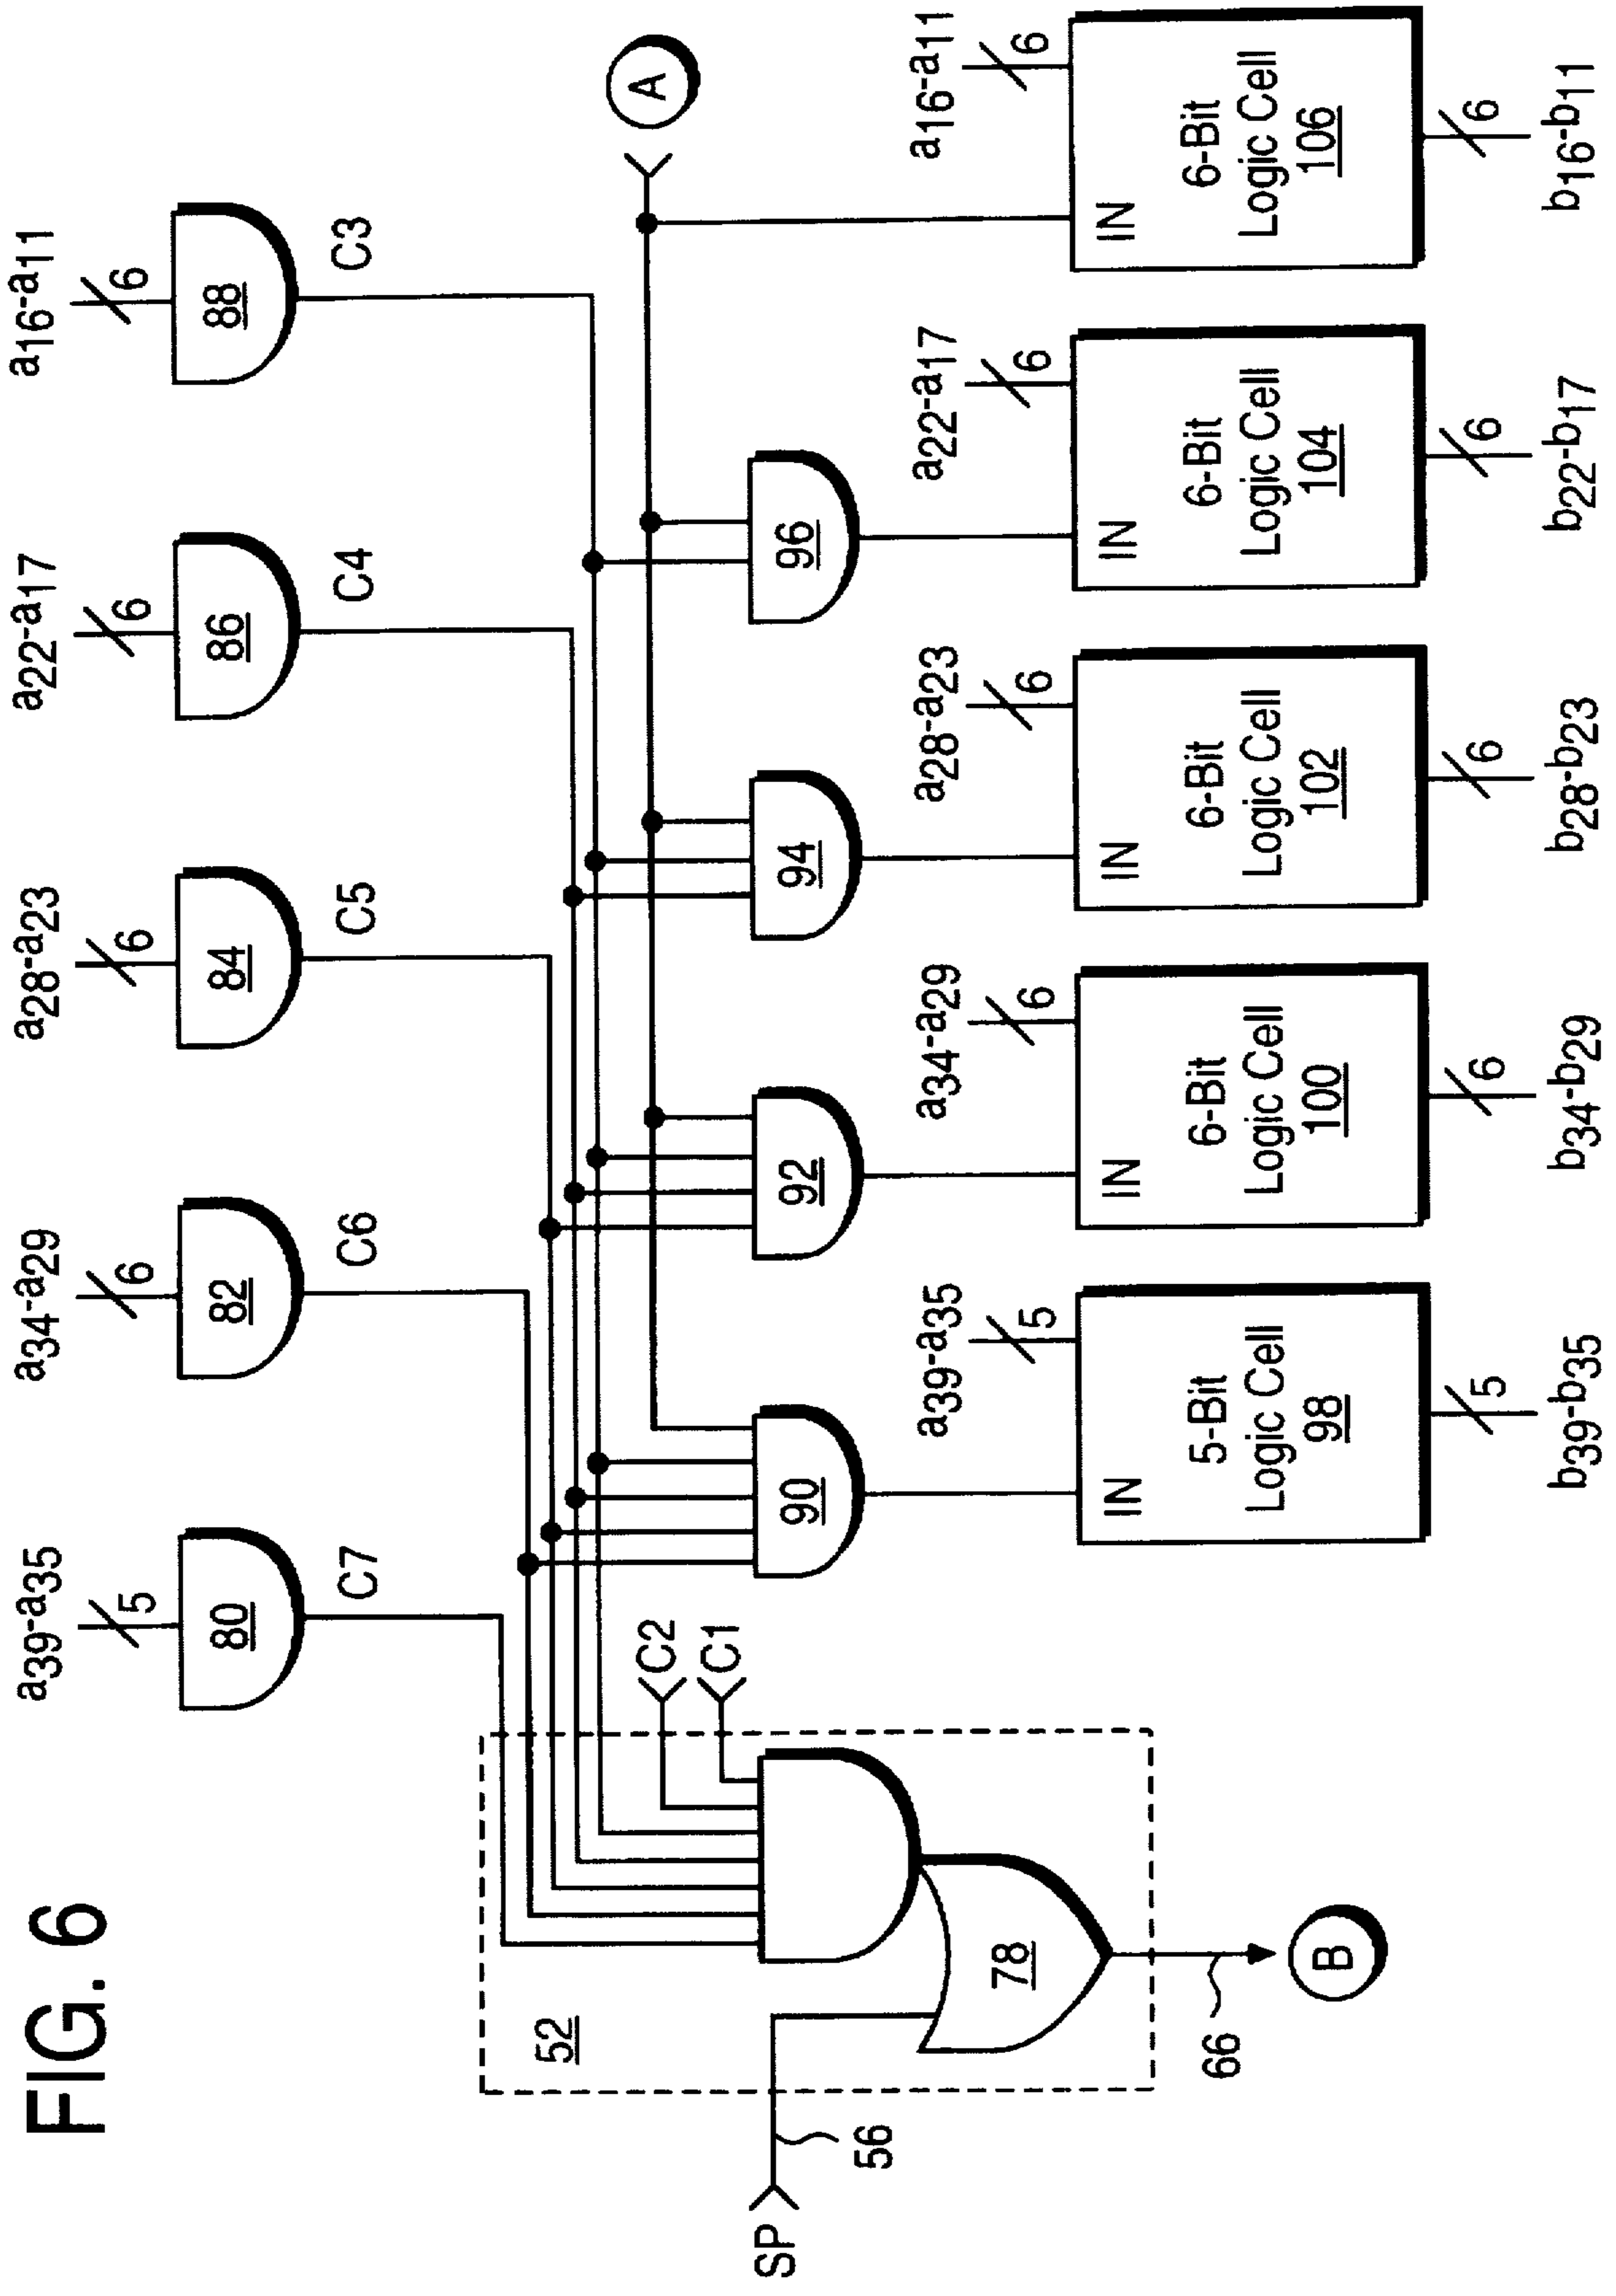 FIG. 6
a39-a35
5
80
C7
a34-a29
6
82
C6
a28-a23
6
84
C5
a22-a17
6
86
C4
a16-a11
6
88
C3
A
C2
C1
52
SP
56
78
66
B
90
92
94
96
a39-a35
5
IN
5-Bit
Logic Cell
98
5
b39-b35
a34-a29
6
IN
6-Bit
Logic Cell
100
6
b34-b29
a28-a23
6
IN
6-Bit
Logic Cell
102
6
b28-b23
a22-a17
6
IN
6-Bit
Logic Cell
104
6
b22-b17
a16-a11
6
IN
6-Bit
Logic Cell
106
6
b16-b11